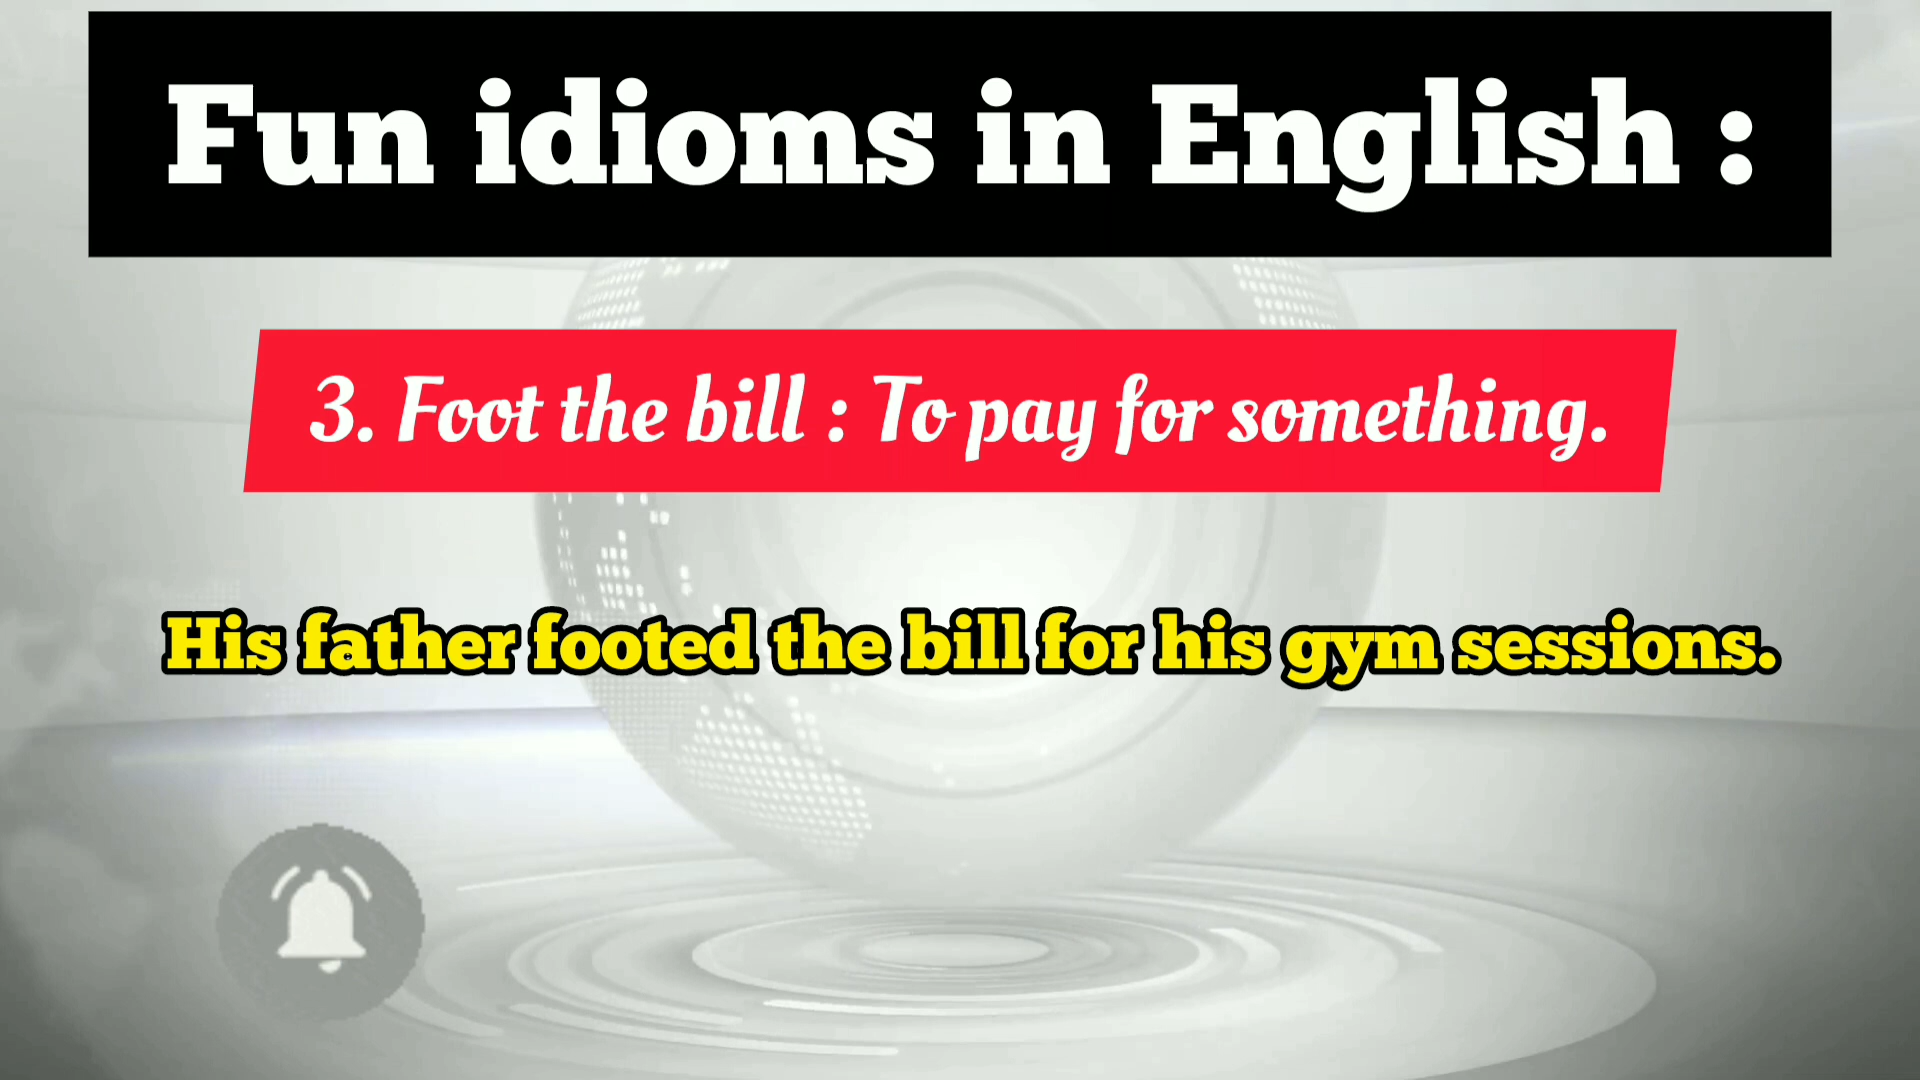 Fun idioms in English :
3. Foot the bill : To pay for something.
His father footed the bill for his gym sessions.